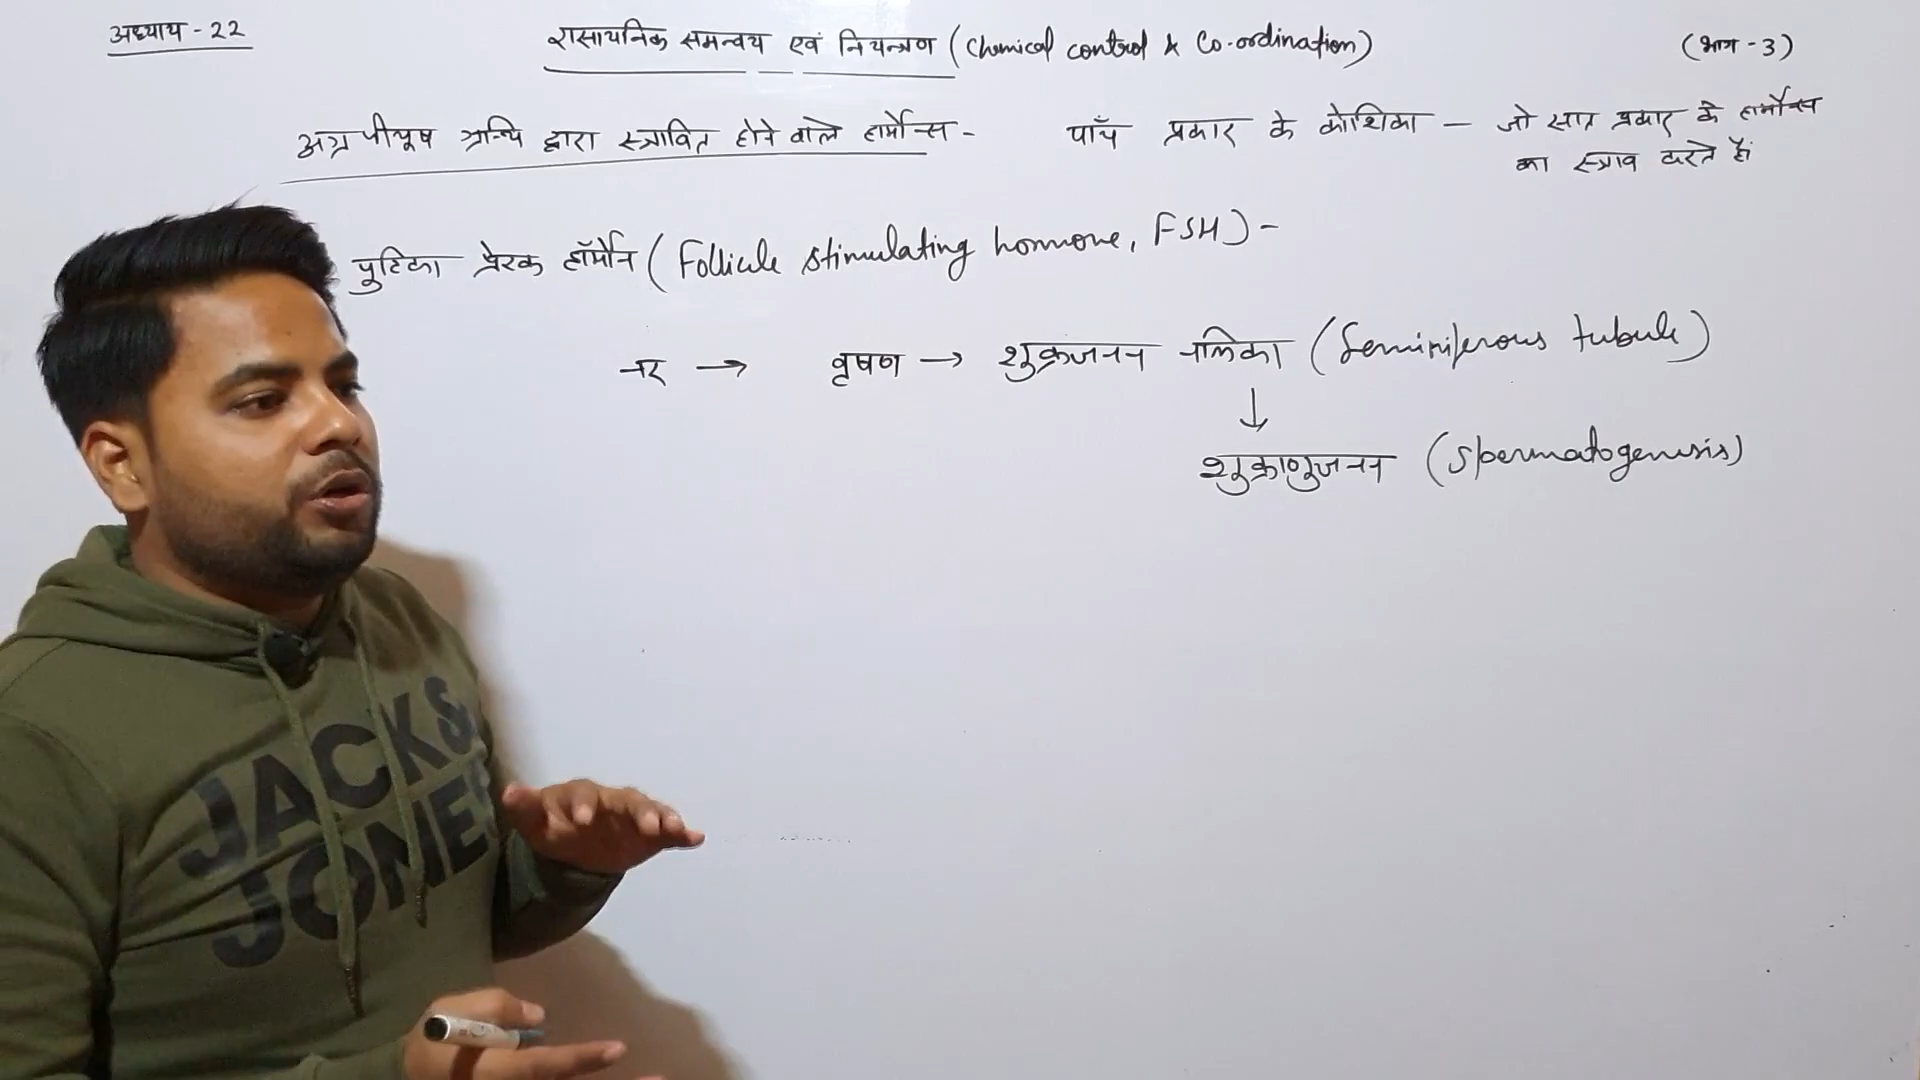 अध्याय - 22
रासायनिक समन्वय एवं नियन्त्रण (Chemical control & Co-ordination)
(भाग - 3)
अग्र पीयूष ग्रन्थि द्वारा स्त्रावित होने वाले हार्मोन्स -
पाँच प्रकार के कोशिका — जो सात प्रकार के हार्मोन्स
का स्त्राव करते हैं।
पुटिका प्रेरक हॉर्मोन (Follicle stimulating hormone, FSH) -
नर → वृषण → शुक्रजनन नलिका (Seminiferous tubule)
↓
शुक्राणुजनन (Spermatogenesis)
JACK &
JONES